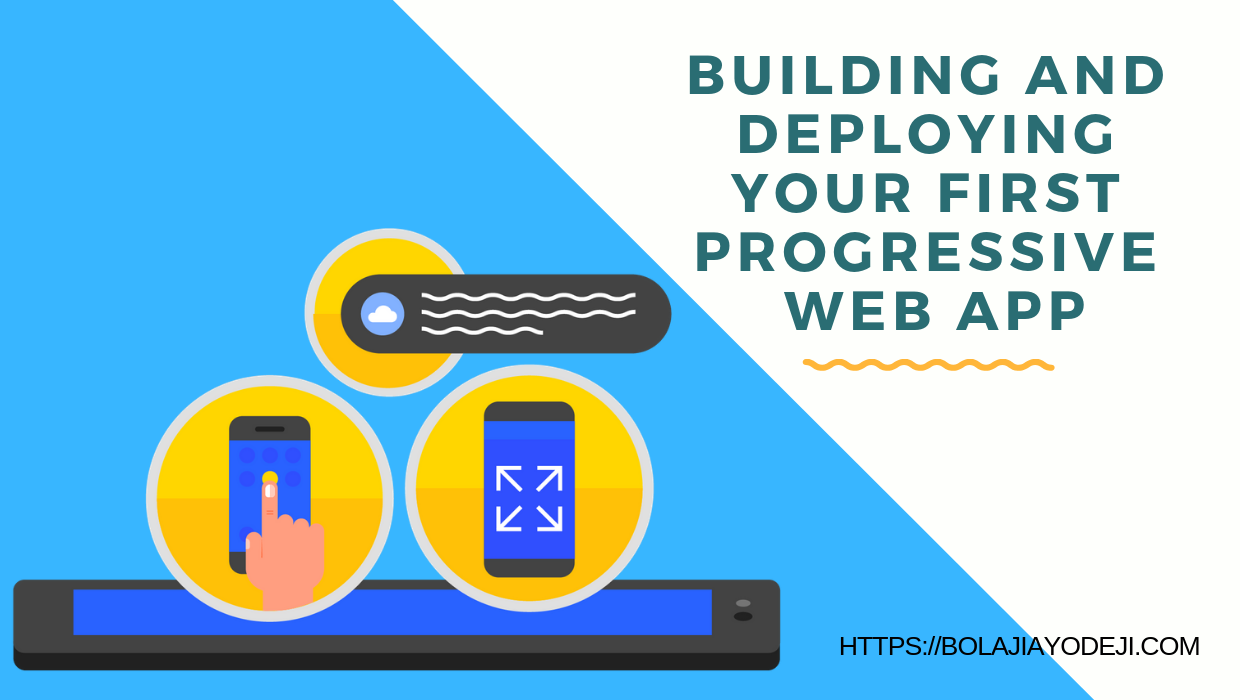 BUILDING AND
DEPLOYING
YOUR FIRST
PROGRESSIVE
WEB APP
HTTPS://BOLAJIAYODEJI.COM